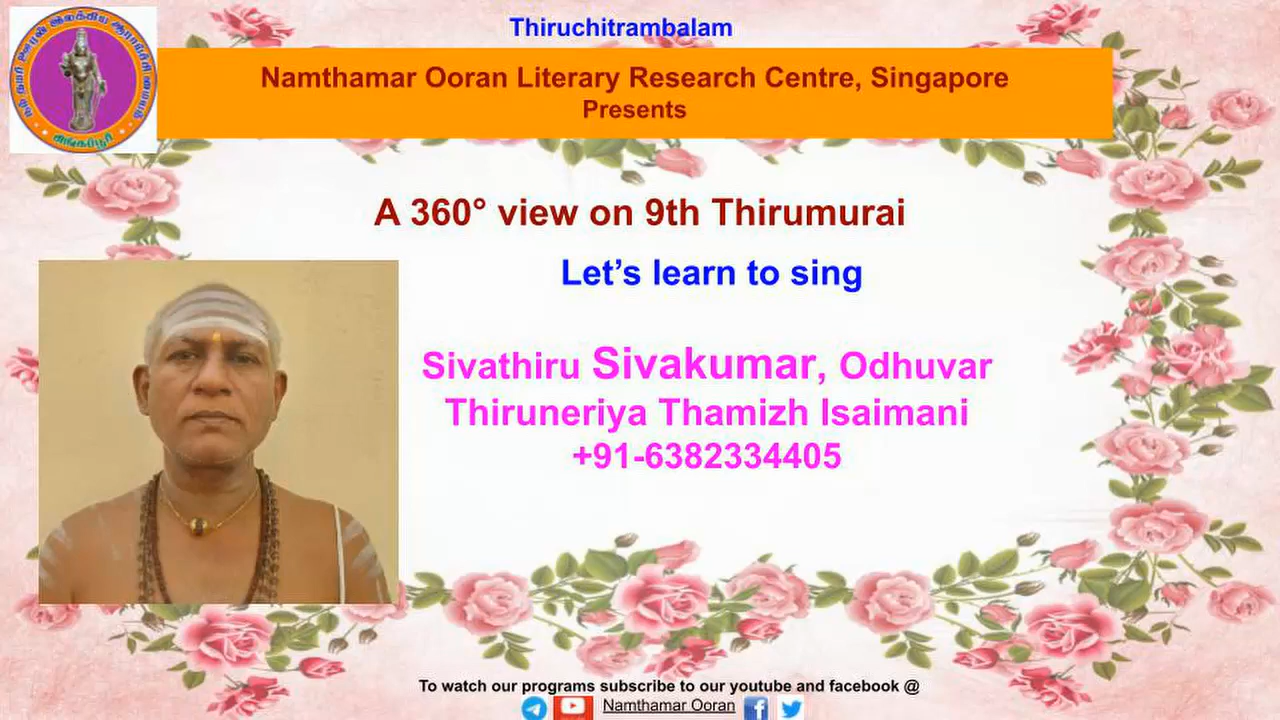 Thiruchitrambalam
Namthamar Ooran Literary Research Centre, Singapore
Presents
A 360° view on 9th Thirumurai
Let's learn to sing
Sivathiru Sivakumar, Odhuvar
Thiruneriya Thamizh Isaimani
+91-6382334405
To watch our programs subscribe to our youtube and facebook @
Namthamar Ooran